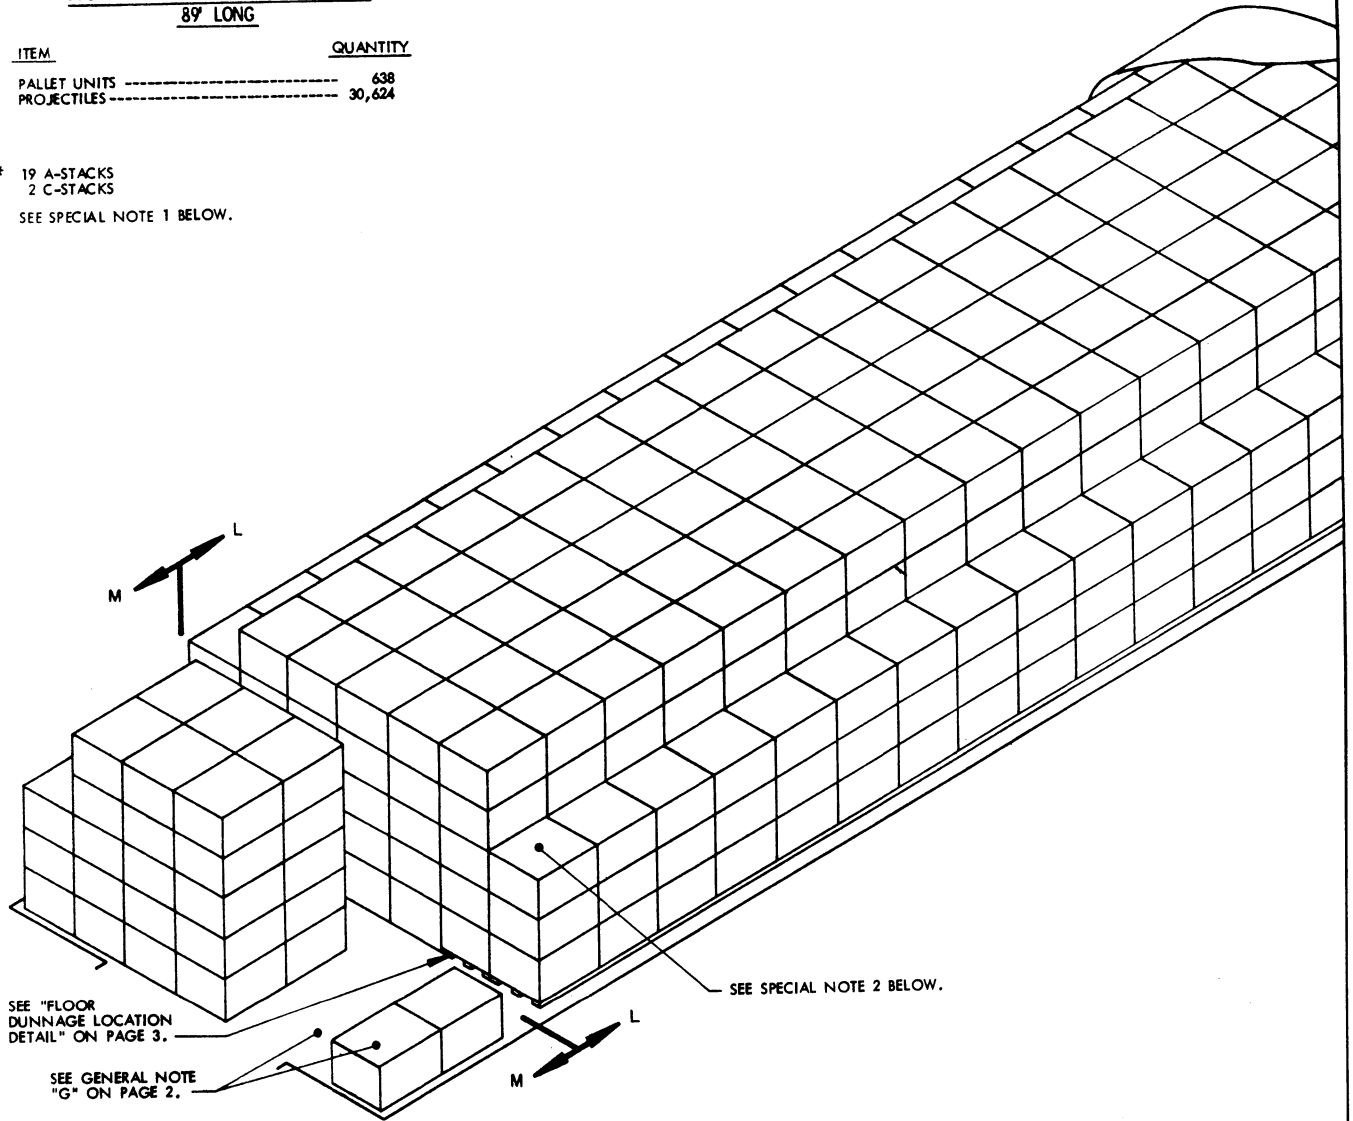 89' LONG
ITEM QUANTITY
PALLET UNITS ---------------------------------- 638
PROJECTILES ------------------------------------ 30,624
19 A-STACKS
2 C-STACKS
SEE SPECIAL NOTE 1 BELOW.
L
M
SEE SPECIAL NOTE 2 BELOW.
SEE "FLOOR
DUNNAGE LOCATION
DETAIL" ON PAGE 3.
L
M
SEE GENERAL NOTE
"G" ON PAGE 2.